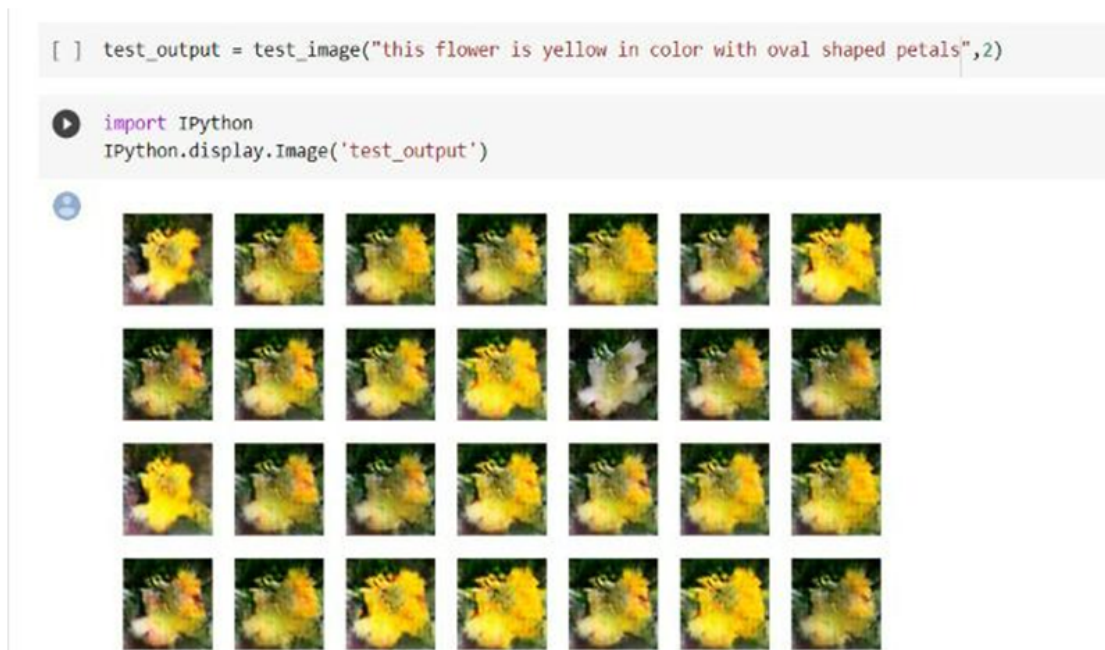 [ ] test_output = test_image("this flower is yellow in color with oval shaped petals",2)
import IPython
IPython.display.Image('test_output')